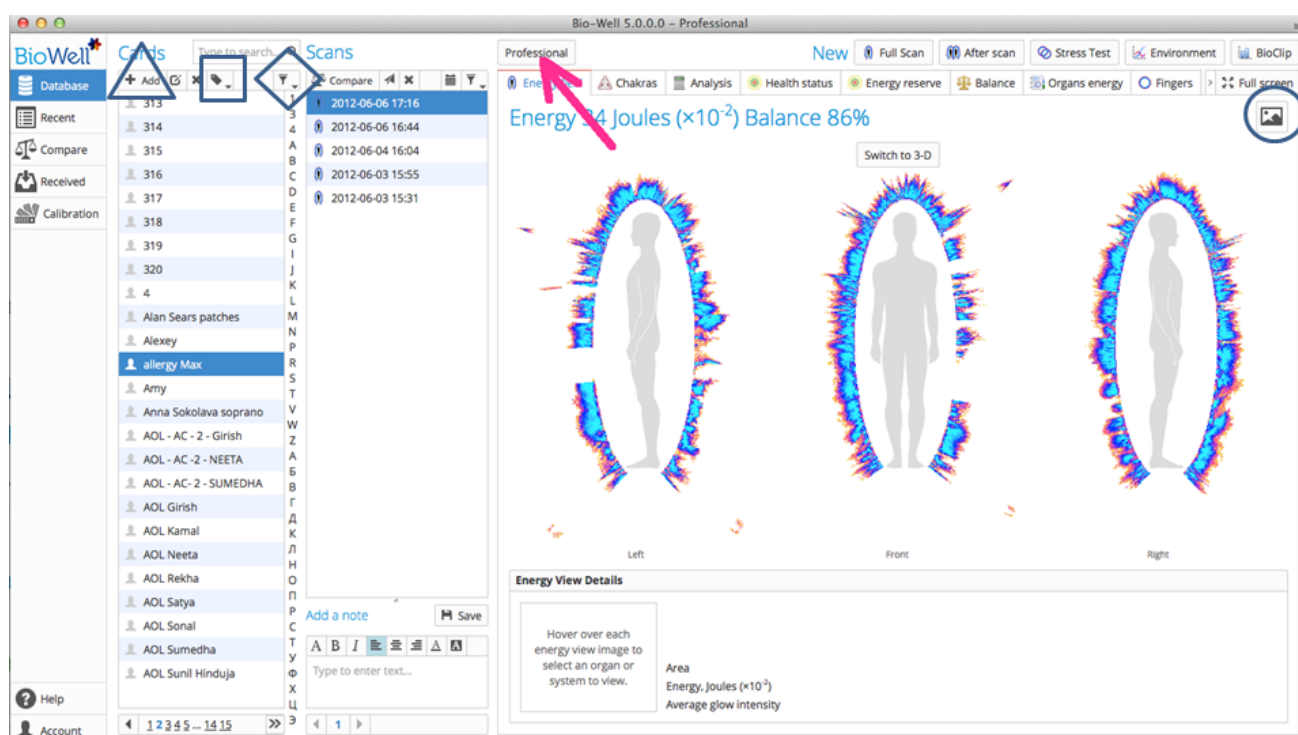 Bio-Well 5.0.0.0 – Professional
BioWell
Database
Recent
Compare
Received
Calibration
Help
Account
Cards
Type to search...
Add
313
314
315
316
317
318
319
320
4
Alan Sears patches
Alexey
allergy Max
Amy
Anna Sokolava soprano
AOL - AC - 2 - Girish
AOL - AC -2 - NEETA
AOL - AC- 2 - SUMEDHA
AOL Girish
AOL Kamal
AOL Neeta
AOL Rekha
AOL Satya
AOL Sonal
AOL Sumedha
AOL Sunil Hinduja
1 2 3 4 5 ... 14 15
3
4
A
B
C
D
E
F
G
I
J
K
L
M
N
P
R
S
T
V
W
Z
А
Б
В
Г
Д
К
Л
Н
О
П
Р
С
Т
У
Ф
Х
Ц
Э
Scans
Compare
2012-06-06 17:16
2012-06-06 16:44
2012-06-04 16:04
2012-06-03 15:55
2012-06-03 15:31
Add a note
Save
A B I A A
Type to enter text...
1
Professional
New Full Scan After scan Stress Test Environment BioClip
Chakras Analysis Health status Energy reserve Balance Organs energy Fingers > Full screen
Energy 34 Joules (×10⁻²) Balance 86%
Switch to 3-D
Left Front Right
Energy View Details
Hover over each
energy view image to
select an organ or
system to view.
Area
Energy, Joules (×10⁻²)
Average glow intensity